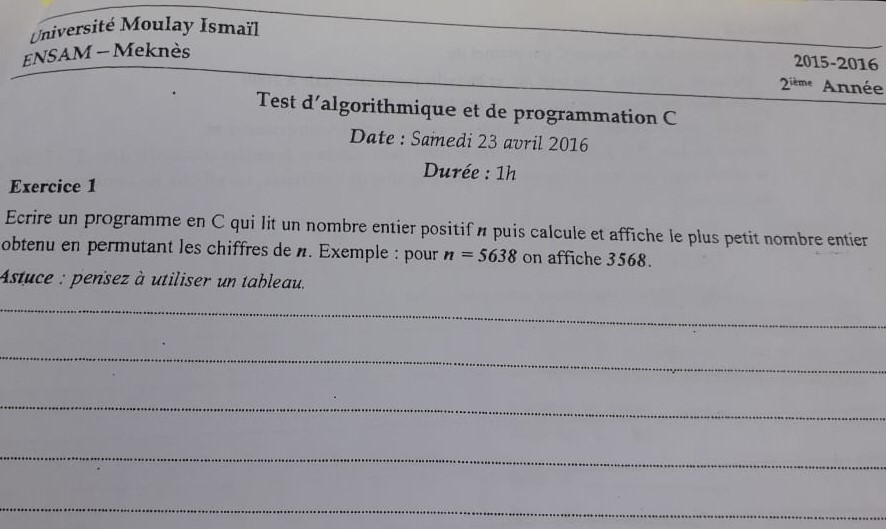 Université Moulay Ismaïl
ENSAM – Meknès
2015-2016
2ième Année
Test d'algorithmique et de programmation C
Date : Samedi 23 avril 2016
Durée : 1h
Exercice 1
Ecrire un programme en C qui lit un nombre entier positif n puis calcule et affiche le plus petit nombre entier
obtenu en permutant les chiffres de n. Exemple : pour n = 5638 on affiche 3568.
Astuce : pensez à utiliser un tableau.